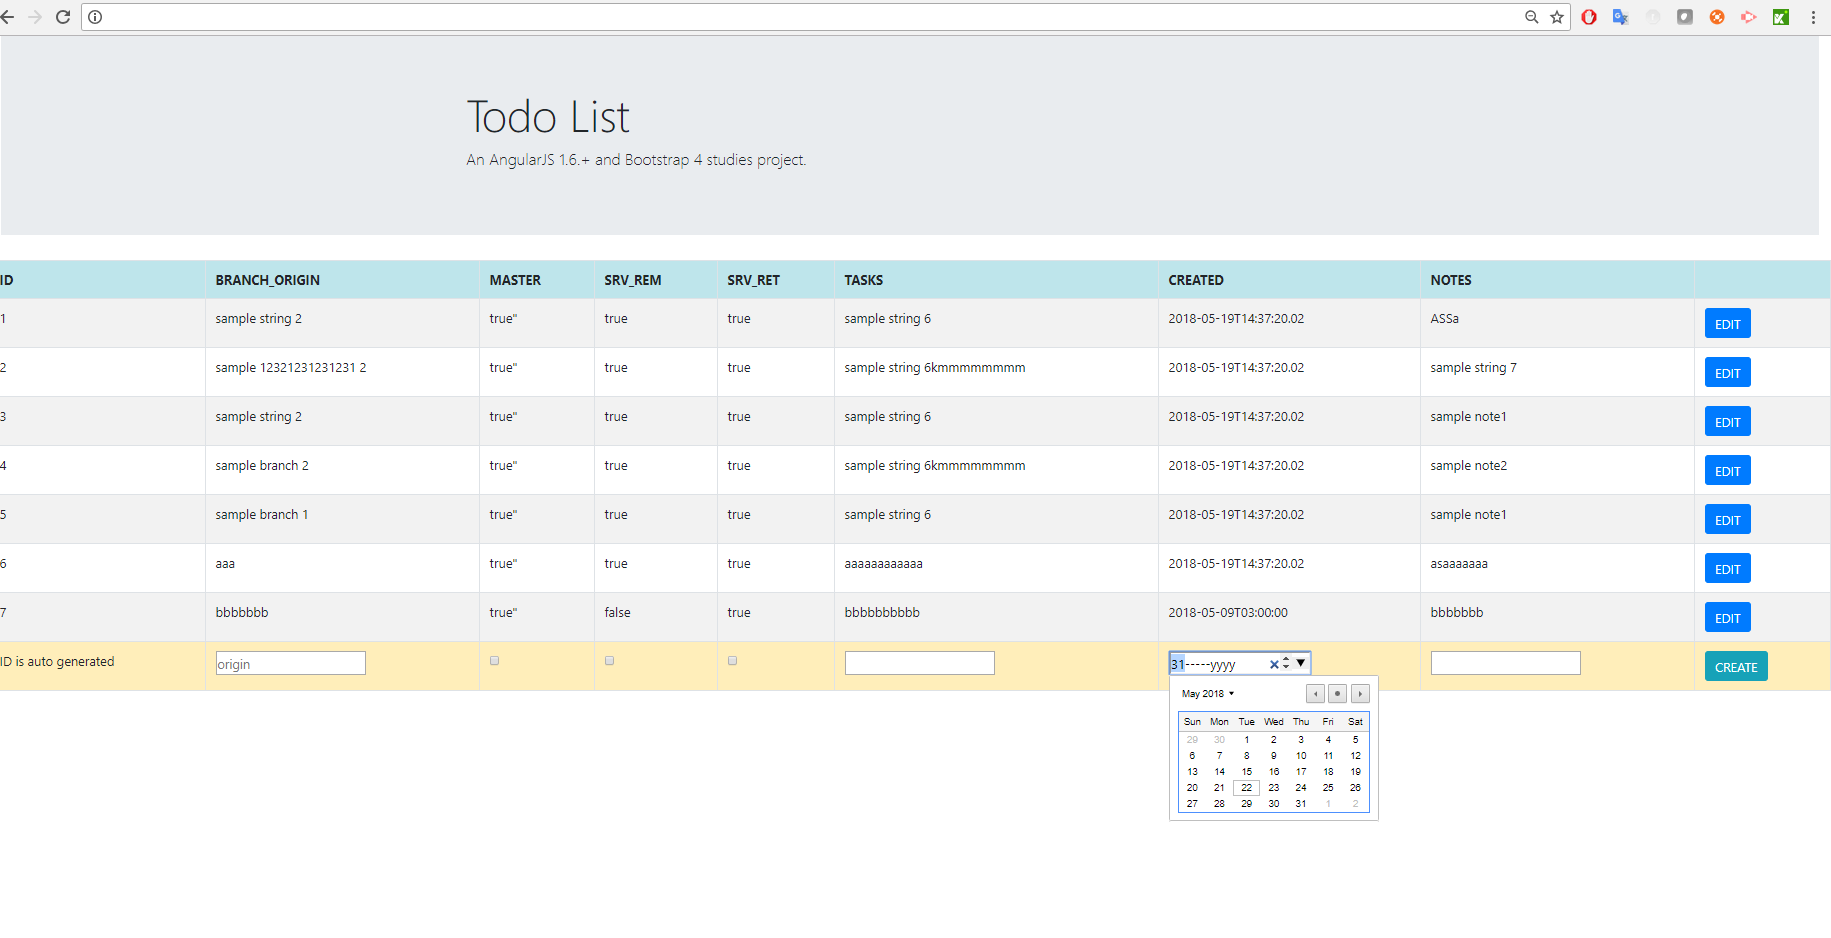 Todo List
An AngularJS 1.6.+ and Bootstrap 4 studies project.
ID BRANCH_ORIGIN MASTER SRV_REM SRV_RET TASKS CREATED NOTES
1 sample string 2 true" true true sample string 6 2018-05-19T14:37:20.02 ASSa EDIT
2 sample 12321231231231 2 true" true true sample string 6kmmmmmmmm 2018-05-19T14:37:20.02 sample string 7 EDIT
3 sample string 2 true" true true sample string 6 2018-05-19T14:37:20.02 sample note1 EDIT
4 sample branch 2 true" true true sample string 6kmmmmmmmm 2018-05-19T14:37:20.02 sample note2 EDIT
5 sample branch 1 true" true true sample string 6 2018-05-19T14:37:20.02 sample note1 EDIT
6 aaa true" true true aaaaaaaaaaaa 2018-05-19T14:37:20.02 asaaaaaaa EDIT
7 bbbbbbb true" false true bbbbbbbbbb 2018-05-09T03:00:00 bbbbbbb EDIT
ID is auto generated origin 31-----yyyy CREATE
May 2018
Sun Mon Tue Wed Thu Fri Sat
29 30 1 2 3 4 5
6 7 8 9 10 11 12
13 14 15 16 17 18 19
20 21 22 23 24 25 26
27 28 29 30 31 1 2